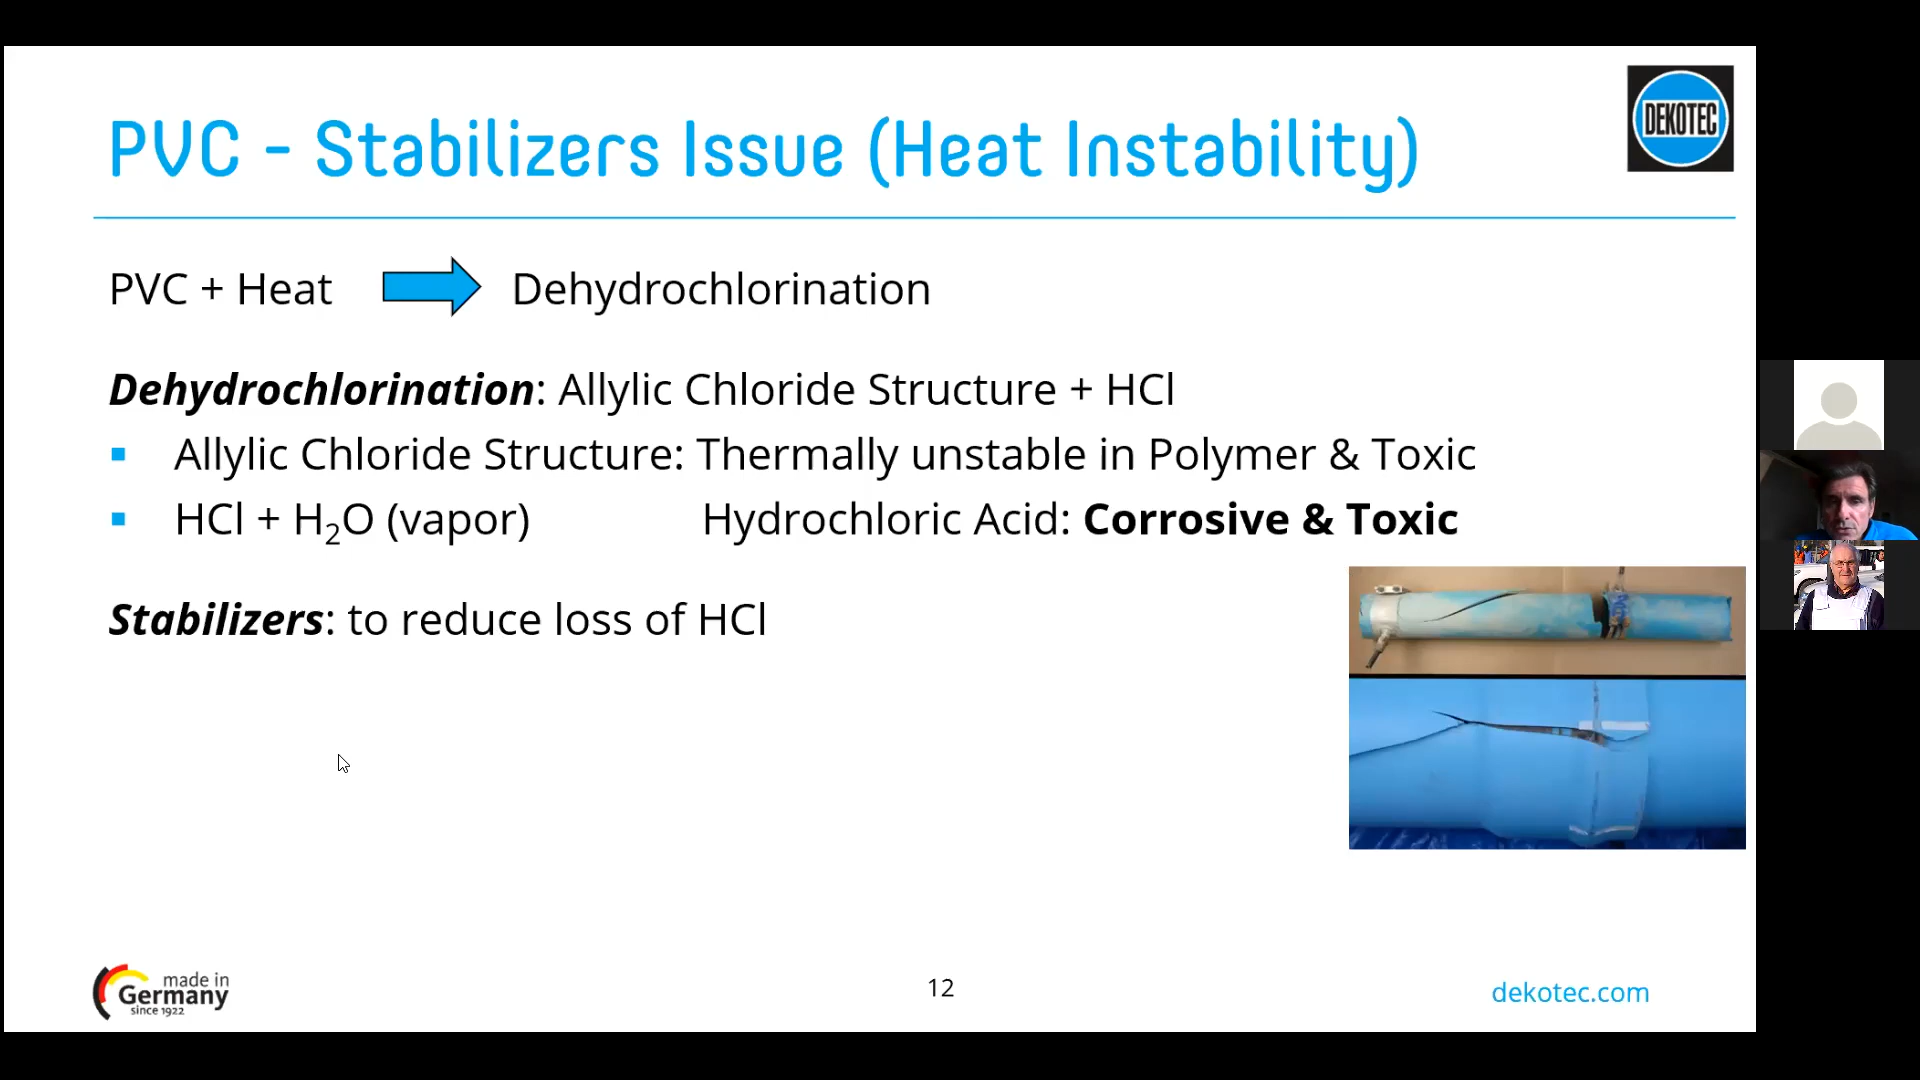 PVC - Stabilizers Issue (Heat Instability)
DEKOTEC
PVC + Heat Dehydrochlorination
Dehydrochlorination: Allylic Chloride Structure + HCl
▪ Allylic Chloride Structure: Thermally unstable in Polymer & Toxic
▪ HCl + H₂O (vapor) Hydrochloric Acid: Corrosive & Toxic
Stabilizers: to reduce loss of HCl
made in
Germany
since 1922
12
dekotec.com